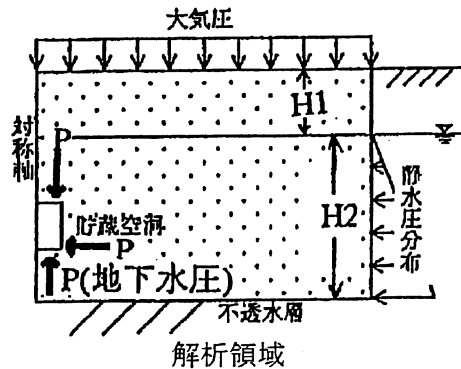 大気圧
H1
対称軸
P
静水圧分布
H2
貯蔵空洞
P
P(地下水圧)
不透水層
解析領域